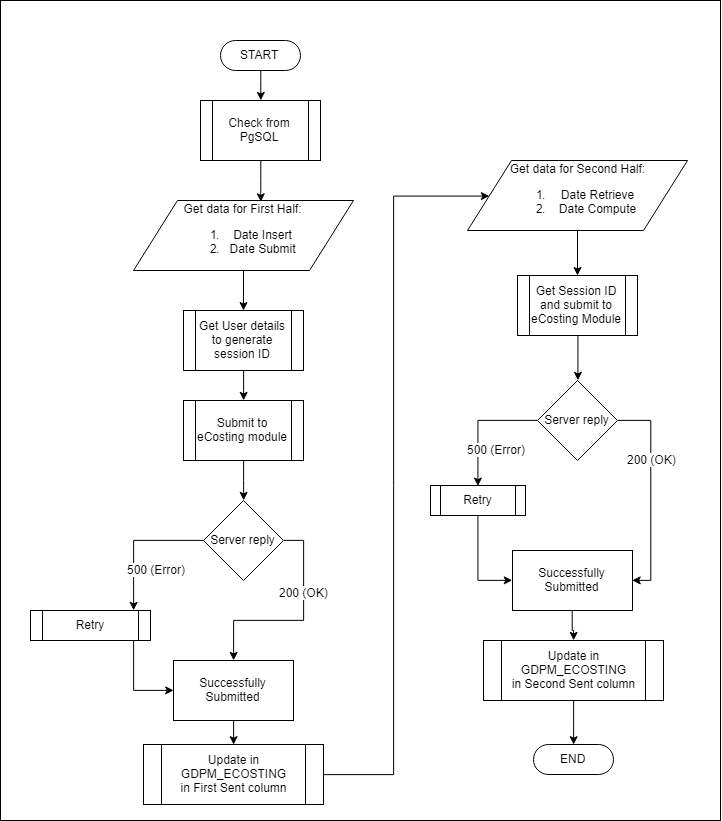 START
Check from
PgSQL
Get data for First Half:
1. Date Insert
2. Date Submit
Get User details
to generate
session ID
Submit to
eCosting module
Server reply
500 (Error)
200 (OK)
Retry
Successfully
Submitted
Update in
GDPM_ECOSTING
in First Sent column
Get data for Second Half:
1. Date Retrieve
2. Date Compute
Get Session ID
and submit to
eCosting Module
Server reply
500 (Error)
200 (OK)
Retry
Successfully
Submitted
Update in
GDPM_ECOSTING
in Second Sent column
END